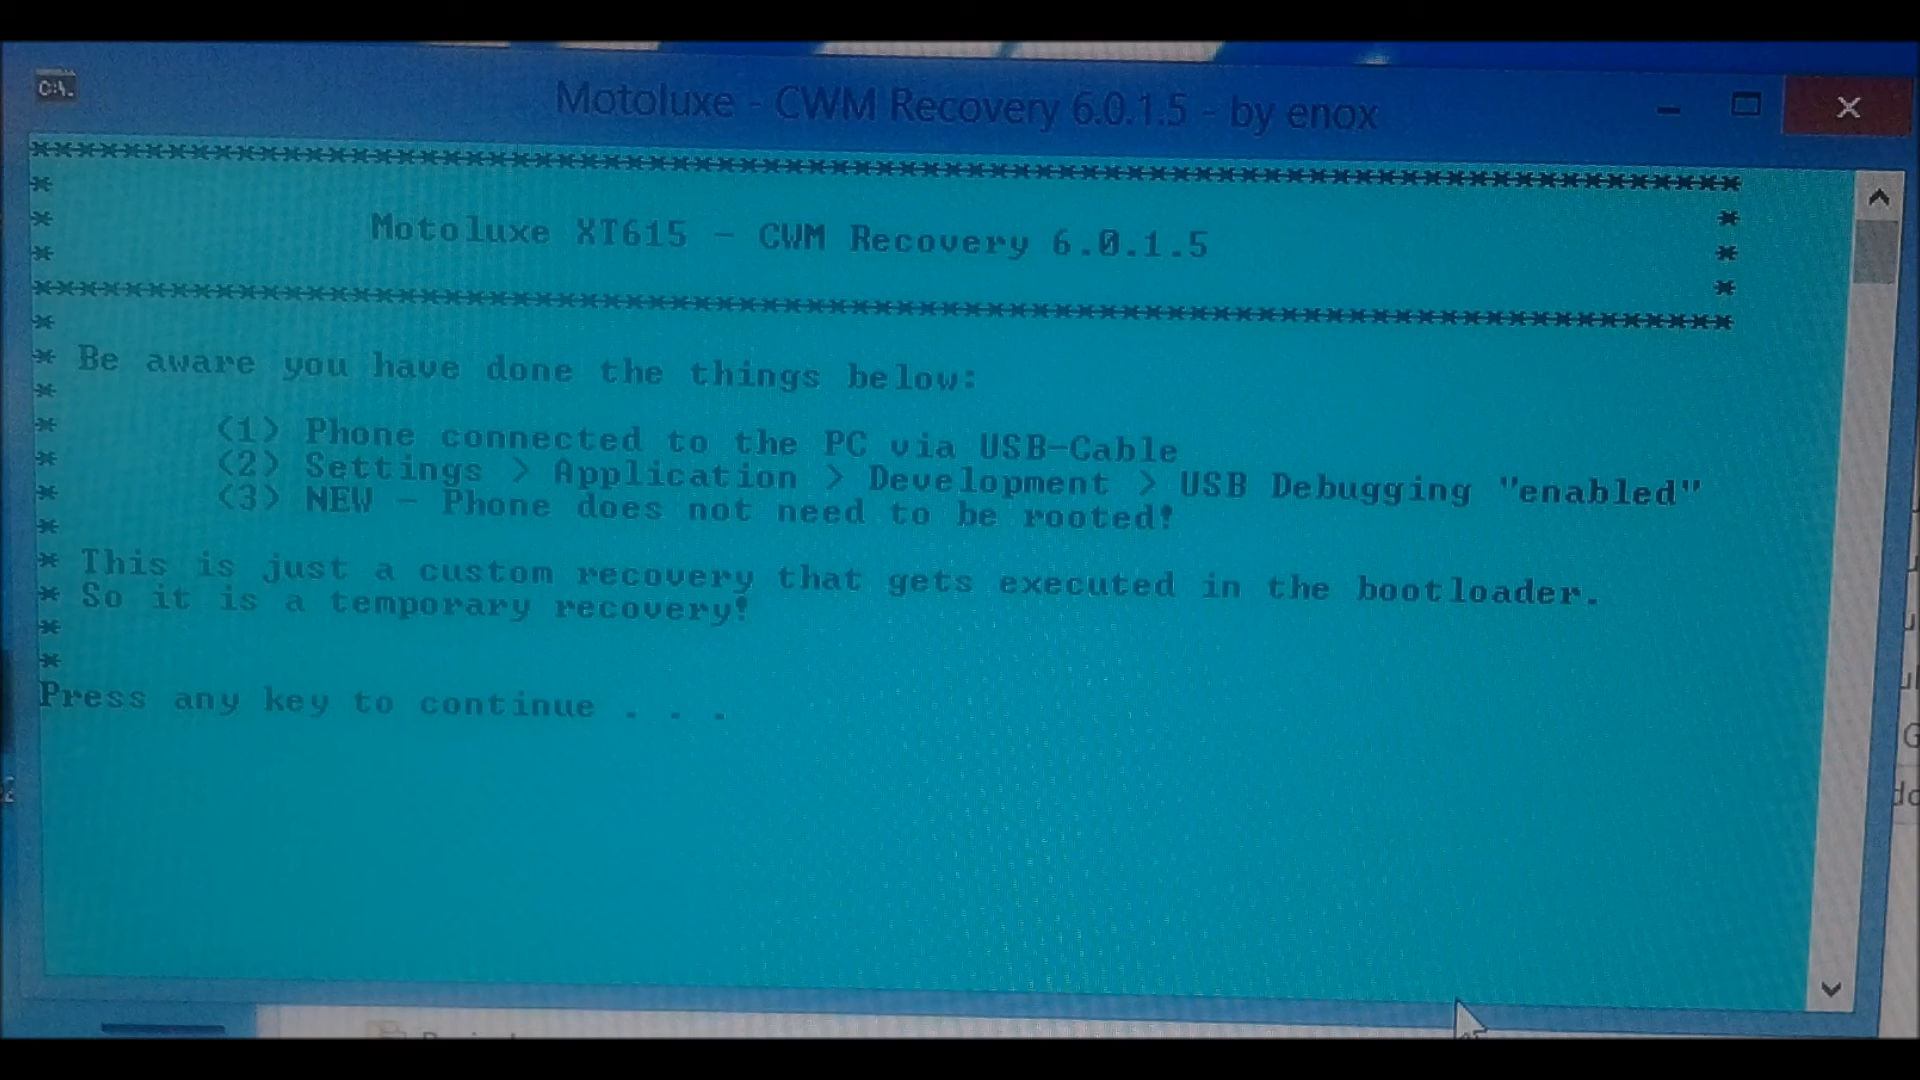 C:\.
Motoluxe - CWM Recovery 6.0.1.5 - by enox
***************************************************************************
*
* Motoluxe XT615 - CWM Recovery 6.0.1.5 *
* *
* *
***************************************************************************
*
* Be aware you have done the things below:
*
* (1) Phone connected to the PC via USB-Cable
* (2) Settings > Application > Development > USB Debugging "enabled"
* (3) NEW - Phone does not need to be rooted!
*
* This is just a custom recovery that gets executed in the bootloader.
* So it is a temporary recovery!
*
*
Press any key to continue . . .